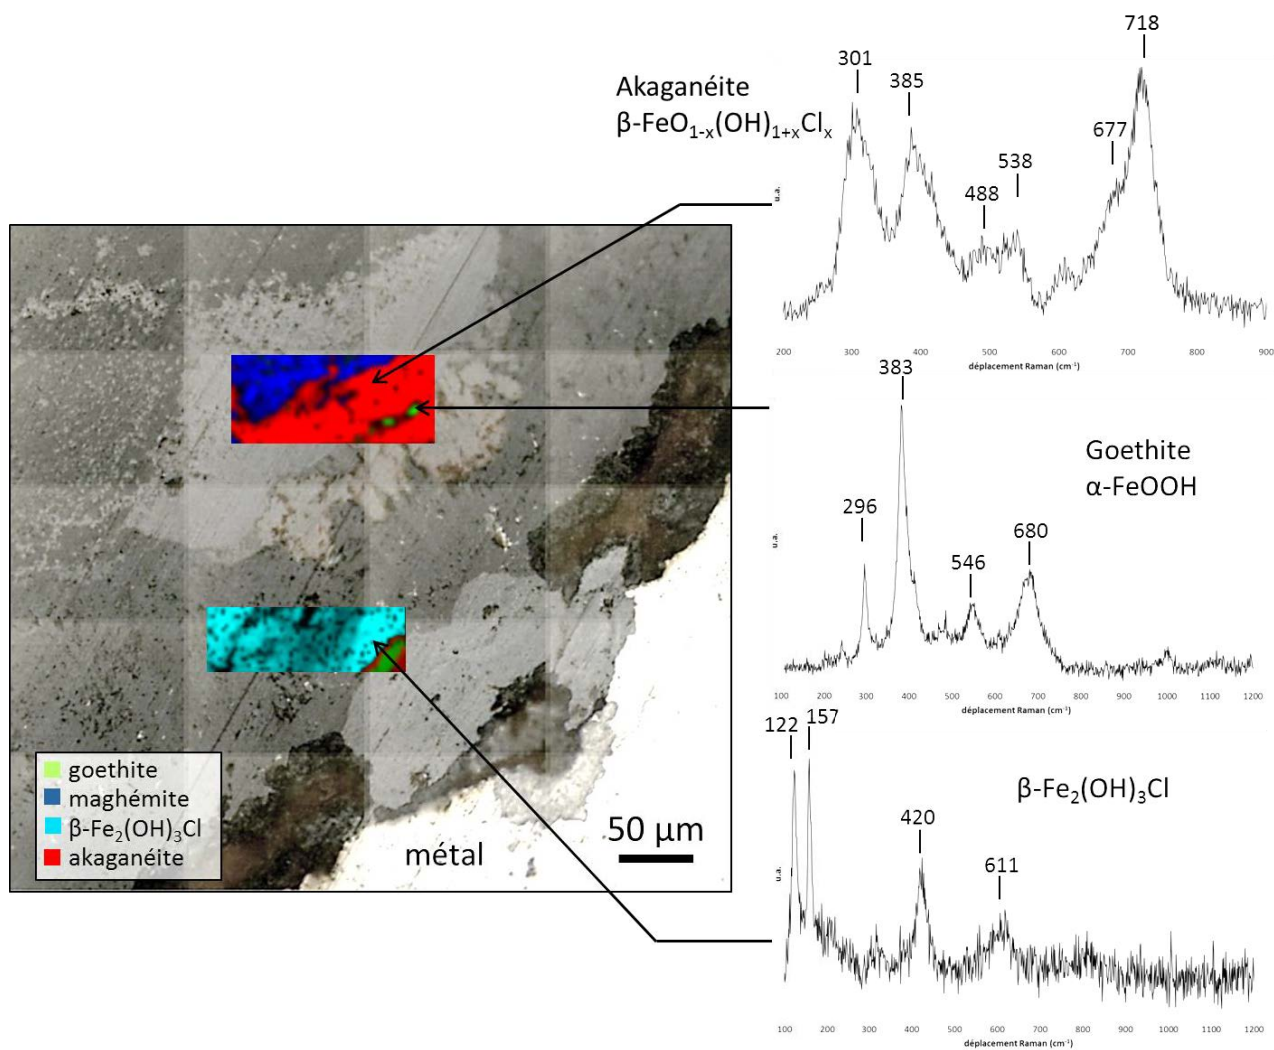 Akaganéite
β-FeO₁₋ₓ(OH)₁₊ₓClₓ
301
385
488
538
677
718
u.a.
200 300 400 500 600 700 800 900
déplacement Raman (cm⁻¹)
Goethite
α-FeOOH
296
383
546
680
u.a.
100 200 300 400 500 600 700 800 900 1000 1100 1200
déplacement Raman (cm⁻¹)
β-Fe₂(OH)₃Cl
122
157
420
611
u.a.
100 200 300 400 500 600 700 800 900 1000 1100 1200
déplacement Raman (cm⁻¹)
goethite
maghémite
β-Fe₂(OH)₃Cl
akaganéite
métal
50 µm